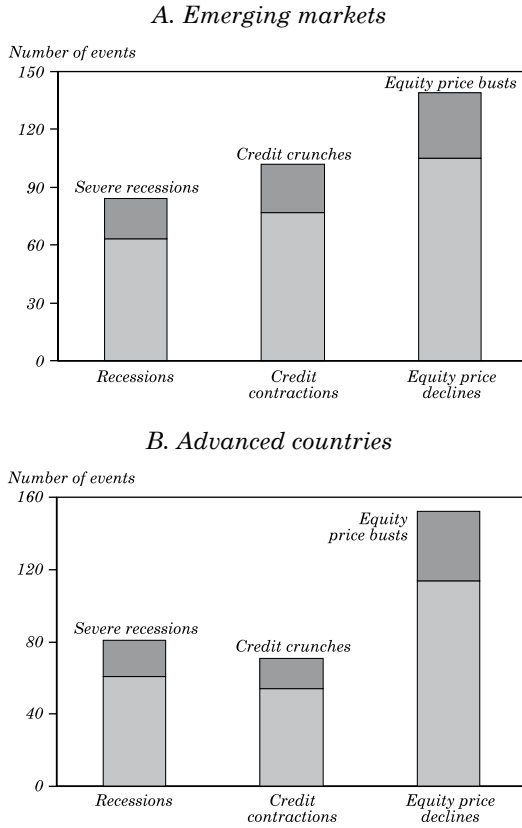 A. Emerging markets
Number of events
150
Equity price busts
120
Credit crunches
90
Severe recessions
60
30
0
Recessions
Credit
contractions
Equity price
declines
B. Advanced countries
Number of events
160
Equity
price busts
120
Severe recessions
80
Credit crunches
40
0
Recessions
Credit
contractions
Equity price
declines